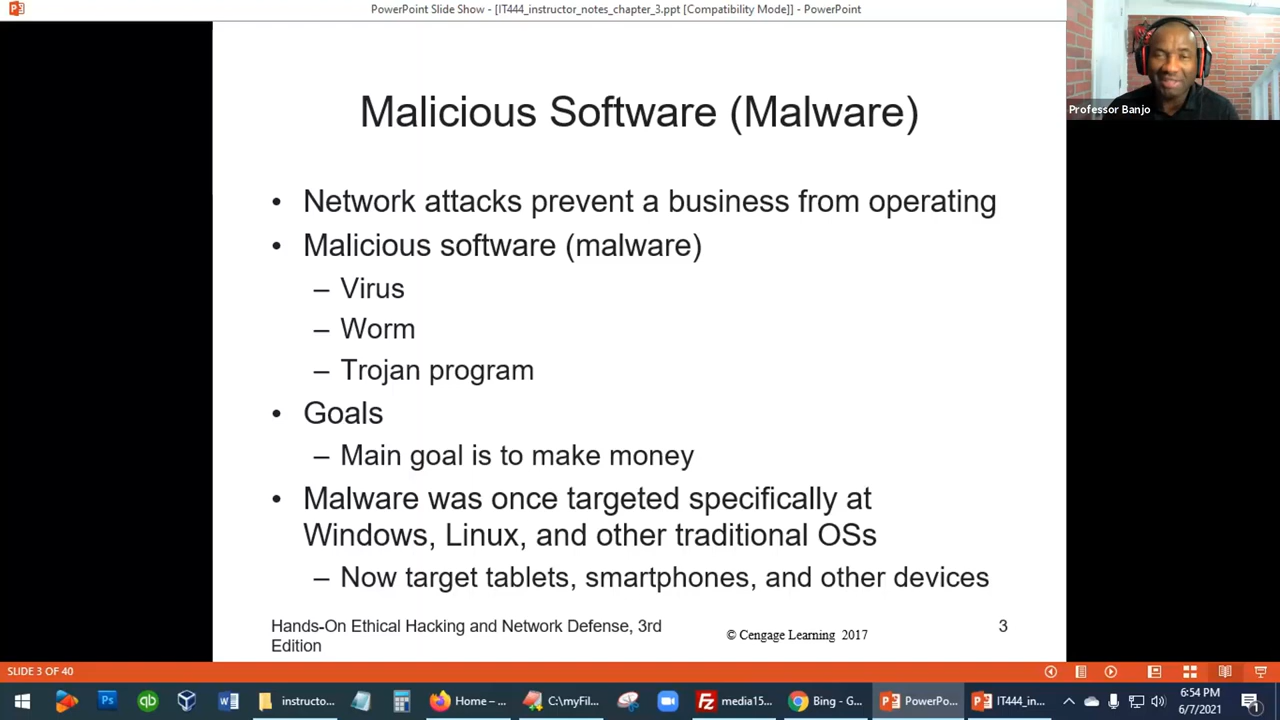 PowerPoint Slide Show - [IT444_instructor_notes_chapter_3.ppt [Compatibility Mode]] - PowerPoint
Professor Banjo
Malicious Software (Malware)
• Network attacks prevent a business from operating
• Malicious software (malware)
– Virus
– Worm
– Trojan program
• Goals
– Main goal is to make money
• Malware was once targeted specifically at
Windows, Linux, and other traditional OSs
– Now target tablets, smartphones, and other devices
Hands-On Ethical Hacking and Network Defense, 3rd
Edition
© Cengage Learning 2017
3
SLIDE 3 OF 40
instructo...
Home –...
C:\myFil...
media15...
Bing - G...
PowerPo...
IT444_in...
6:54 PM
6/7/2021